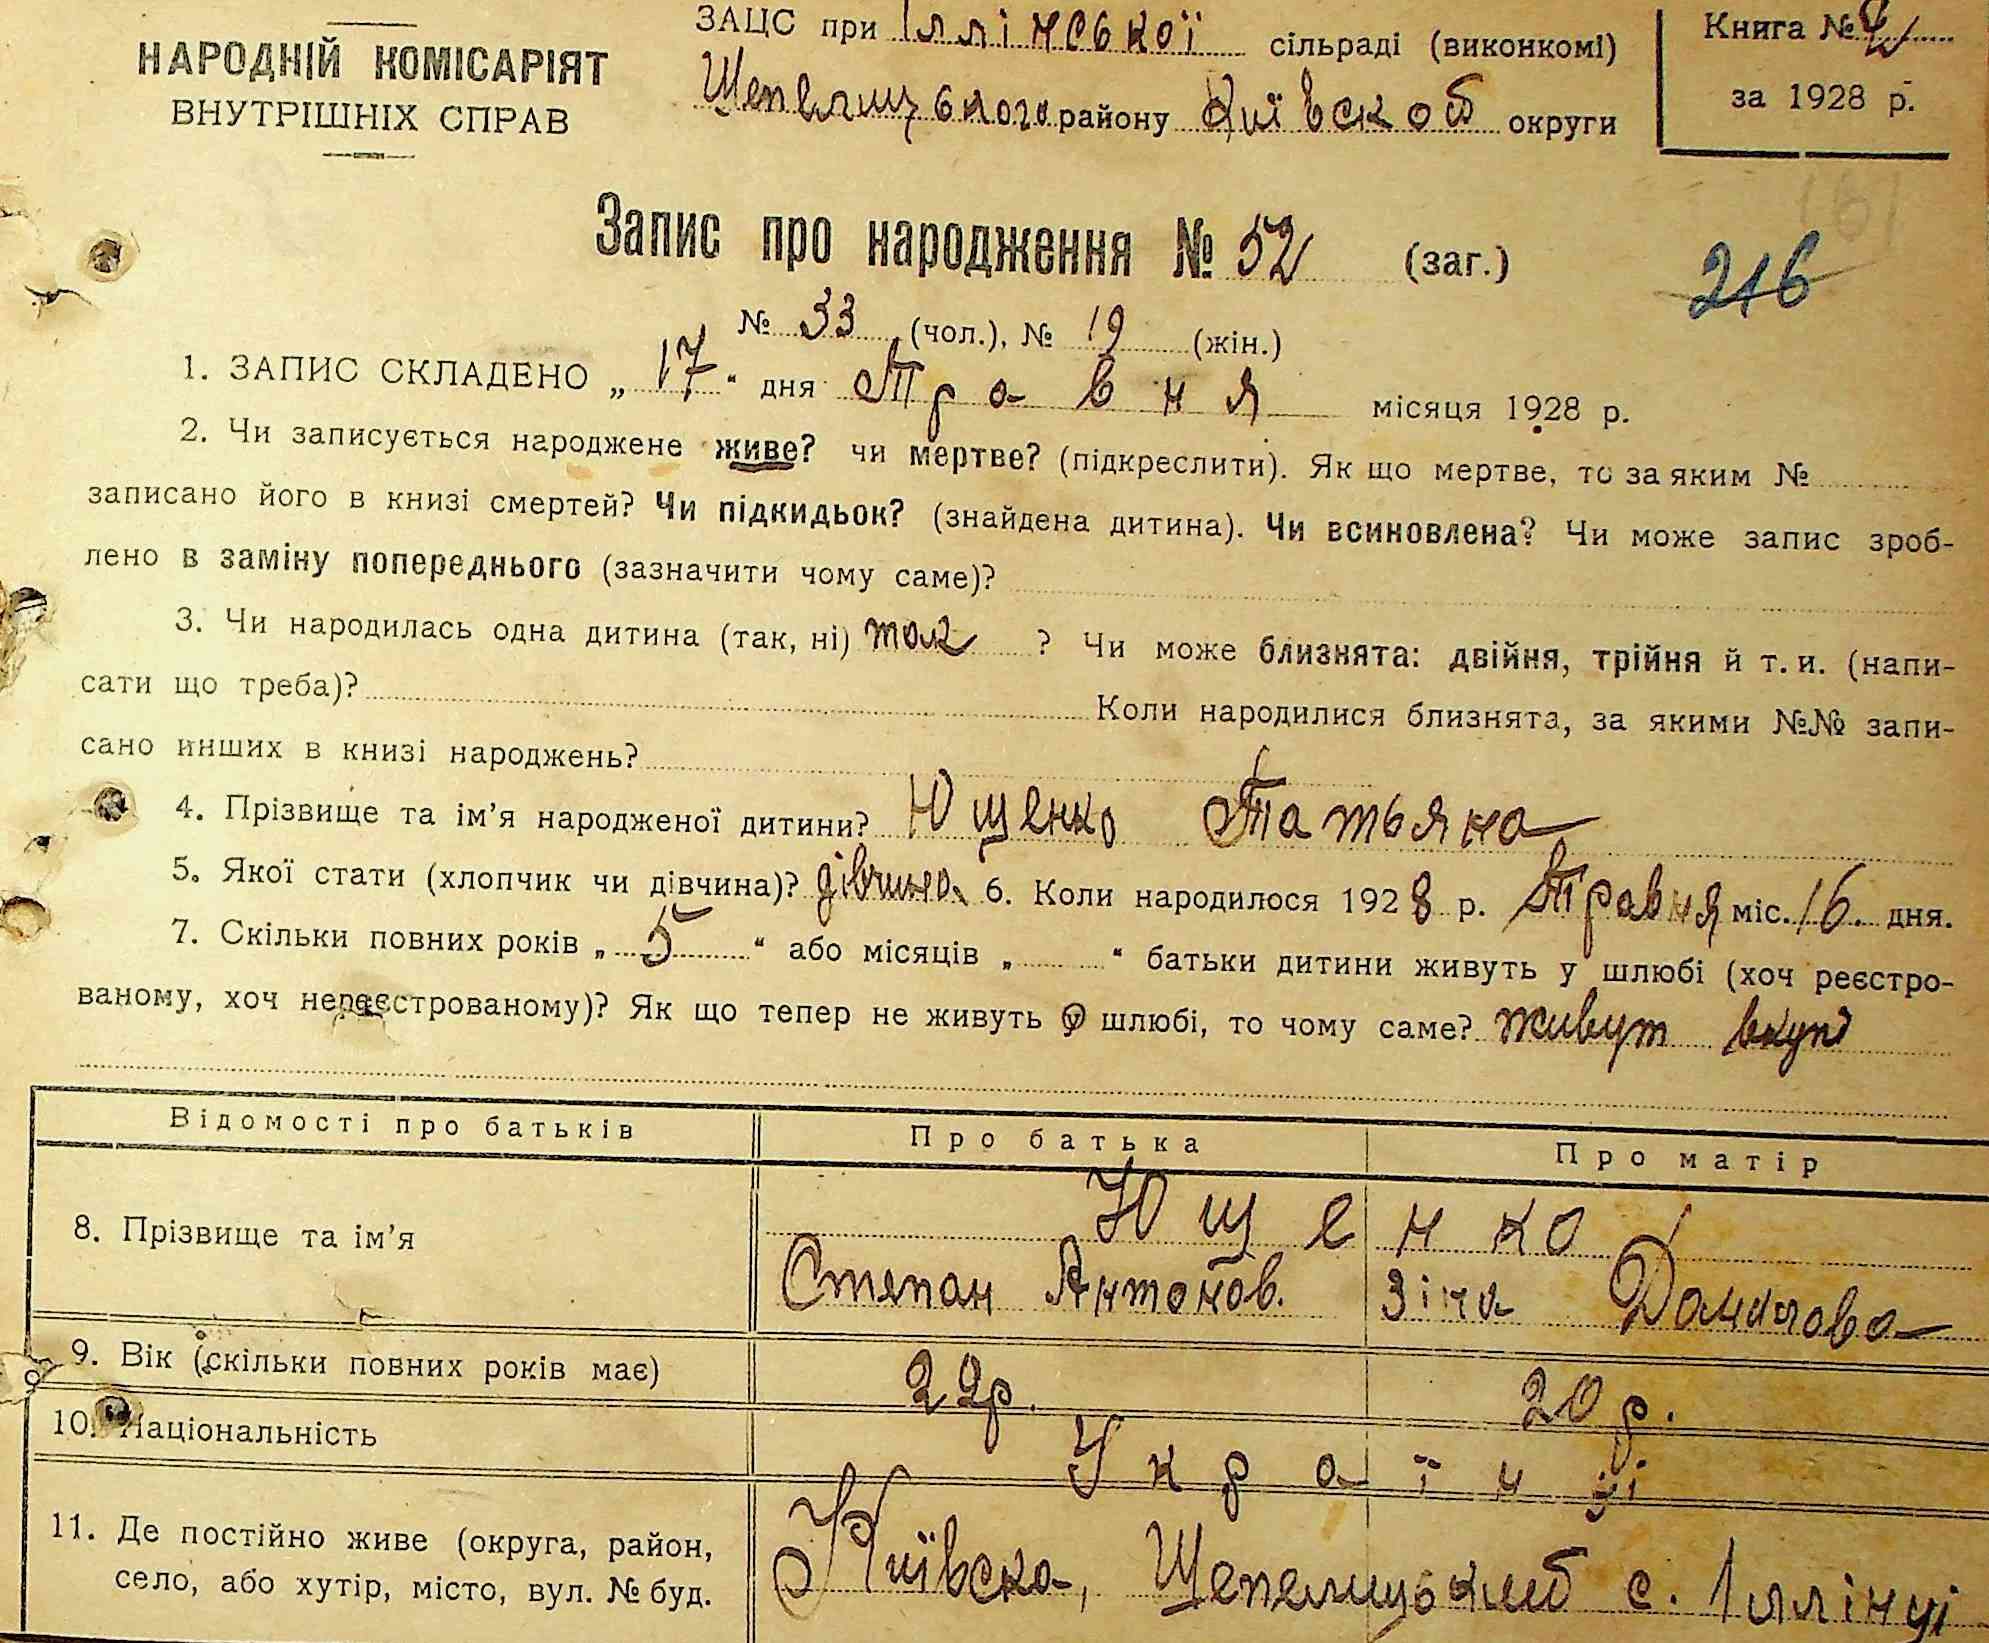 НАРОДНІЙ КОМІСАРІЯТ
ВНУТРІШНІХ СПРАВ
ЗАЦС при Іллінської сільраді (виконкомі)
району округи
Книга №
за 1928 р.
Запис про народження № 52 (заг.)
216
№ 33 (чол.), № 19 (жін.)
1. ЗАПИС СКЛАДЕНО „ 17 “ дня Травня місяця 1928 р.
2. Чи записується народжене живе? чи мертве? (підкреслити). Як що мертве, то за яким №
записано його в книзі смертей? Чи підкидьок? (знайдена дитина). Чи всиновлена? Чи може запис зроб-
лено в заміну попереднього (зазначити чому саме)?
3. Чи народилась одна дитина (так, ні) так ? Чи може близнята: двійня, трійня й т. и. (напи-
сати що треба)? Коли народилися близнята, за якими №№ запи-
сано инших в книзі народжень?
4. Прізвище та ім’я народженої дитини? Ющенко Татьяна
5. Якої стати (хлопчик чи дівчина)? дівчина 6. Коли народилося 1928 р. Травня міс. 16. дня.
7. Скільки повних років „ 5 “ або місяців „ “ батьки дитини живуть у шлюбі (хоч реєстро-
ваному, хоч нереєстрованому)? Як що тепер не живуть у шлюбі, то чому саме? живут вкупі
Відомості про батьків Про батька Про матір
8. Прізвище та ім’я Ющенко
Степан Антонов. Зіна Данилова
9. Вік (скільки повних років має) 22р. 20 р.
10. Національність Українці
11. Де постійно живе (округа, район,
село, або хутір, місто, вул. № буд.
Київска, с. Іллінці